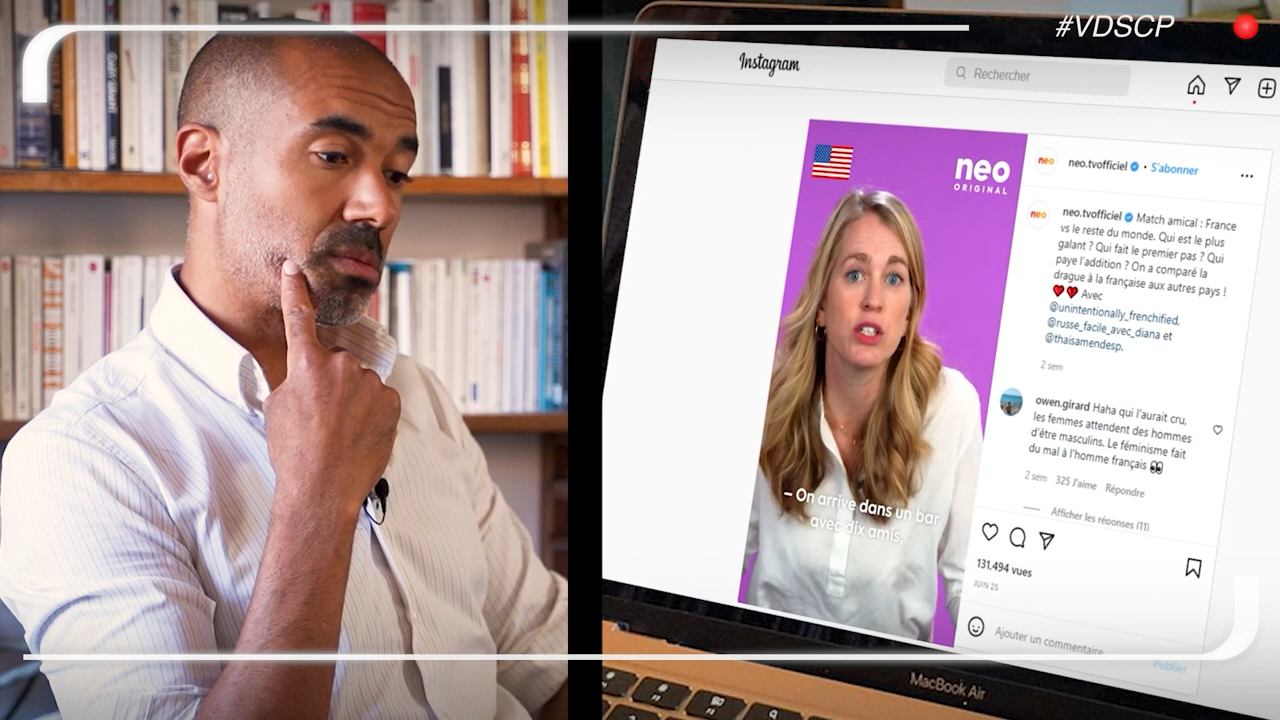 #VDSCP
Instagram
Rechercher
neo
ORIGINAL
– On arrive dans un bar
avec dix amis.
neo
neo.tvofficiel • S'abonner
neo
neo.tvofficiel Match amical : France
vs le reste du monde. Qui est le plus
galant ? Qui fait le premier pas ? Qui
paye l'addition ? On a comparé la
drague à la française aux autres pays !
❤️❤️ Avec
@unintentionally_frenchified,
@russe_facile_avec_diana et
@thaisamendesp.
2 sem
owen.girard Haha qui l'aurait cru,
les femmes attendent des hommes
d'être masculins. Le féminisme fait
du mal à l'homme français 👀
2 sem 325 J'aime Répondre
Afficher les réponses (11)
131,494 vues
JUIN 25
Ajouter un commentaire
Publier
MacBook Air